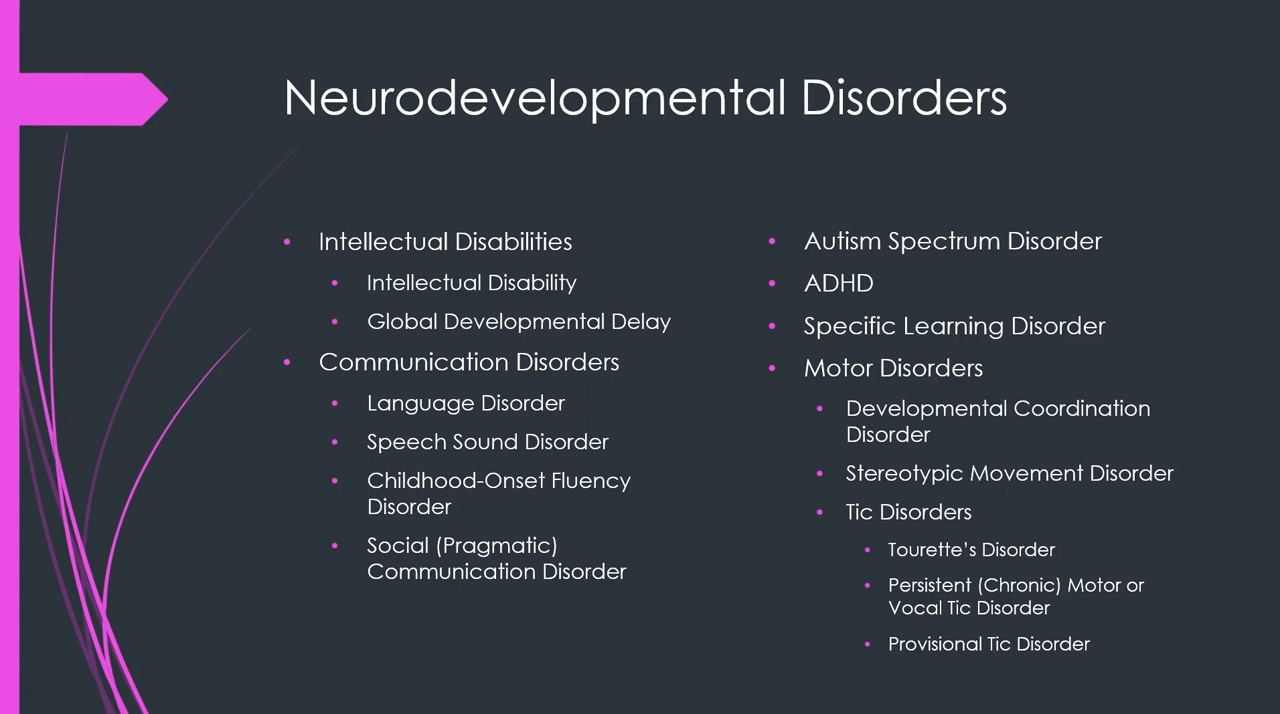 Neurodevelopmental Disorders
• Intellectual Disabilities
• Intellectual Disability
• Global Developmental Delay
• Communication Disorders
• Language Disorder
• Speech Sound Disorder
• Childhood-Onset Fluency
Disorder
• Social (Pragmatic)
Communication Disorder
• Autism Spectrum Disorder
• ADHD
• Specific Learning Disorder
• Motor Disorders
• Developmental Coordination
Disorder
• Stereotypic Movement Disorder
• Tic Disorders
• Tourette’s Disorder
• Persistent (Chronic) Motor or
Vocal Tic Disorder
• Provisional Tic Disorder